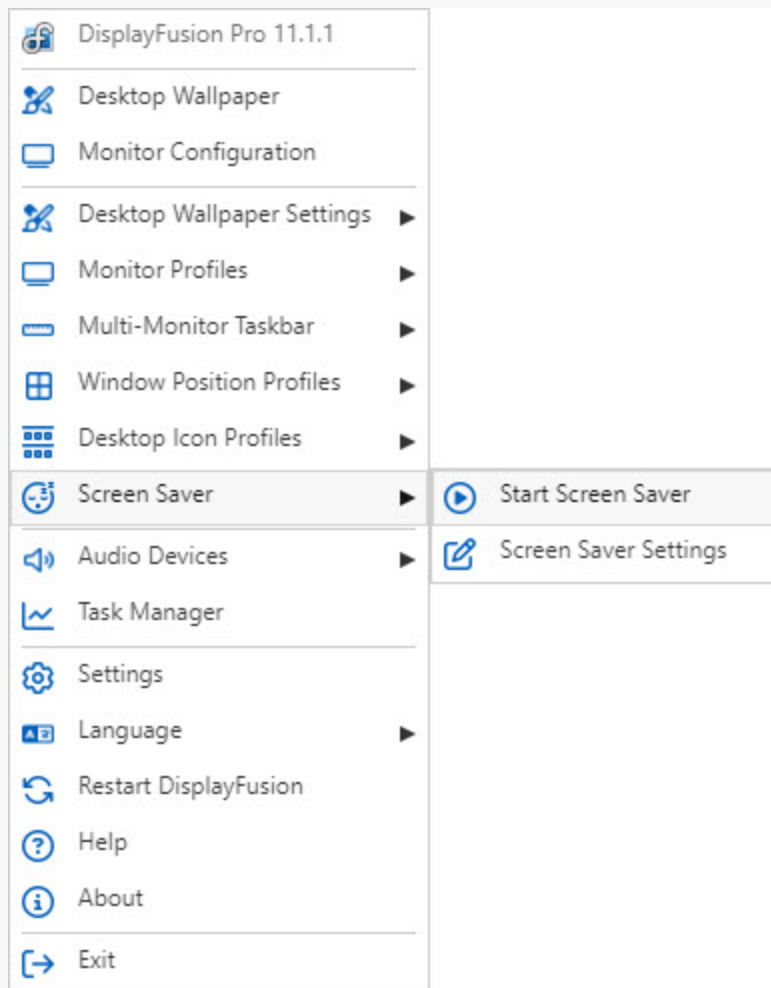 DisplayFusion Pro 11.1.1
Desktop Wallpaper
Monitor Configuration
Desktop Wallpaper Settings
Monitor Profiles
Multi-Monitor Taskbar
Window Position Profiles
Desktop Icon Profiles
Screen Saver
Start Screen Saver
Screen Saver Settings
Audio Devices
Task Manager
Settings
Language
Restart DisplayFusion
Help
About
Exit